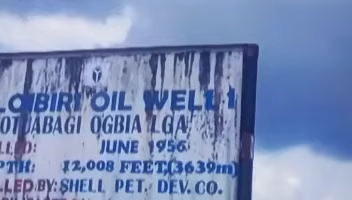 LOIBIRI OIL WELL 1
OTUABAGI OGBIA LGA
LLED: JUNE 1956
PTH: 12,008 FEET,(3639m)
LLED BY: SHELL PET. DEV. CO.